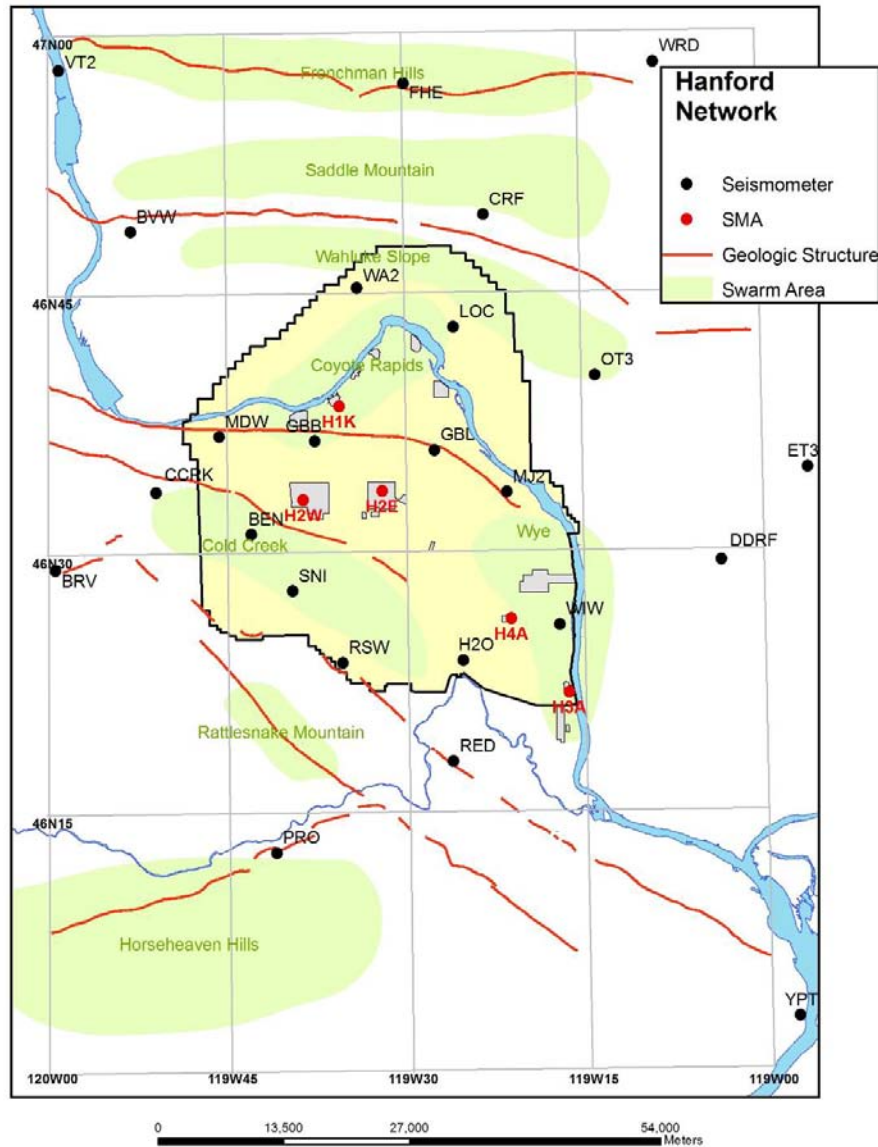 47N00
VT2
WRD
Frenchman Hills
FHE
Hanford
Network
Seismometer
SMA
Geologic Structure
Swarm Area
Saddle Mountain
CRF
BVW
Wahluke Slope
WA2
46N45
LOC
OT3
Coyote Rapids
H1K
MDW
GBB
GBL
ET3
CCRK
MJ2
H2W
H2E
BEN
Wye
Cold Creek
DDRF
46N30
BRV
SNI
H4A
WIW
RSW
H2O
H3A
Rattlesnake Mountain
RED
46N15
PRO
Horseheaven Hills
YPT
120W00
119W45
119W30
119W15
119W00
0 13,500 27,000 54,000
Meters